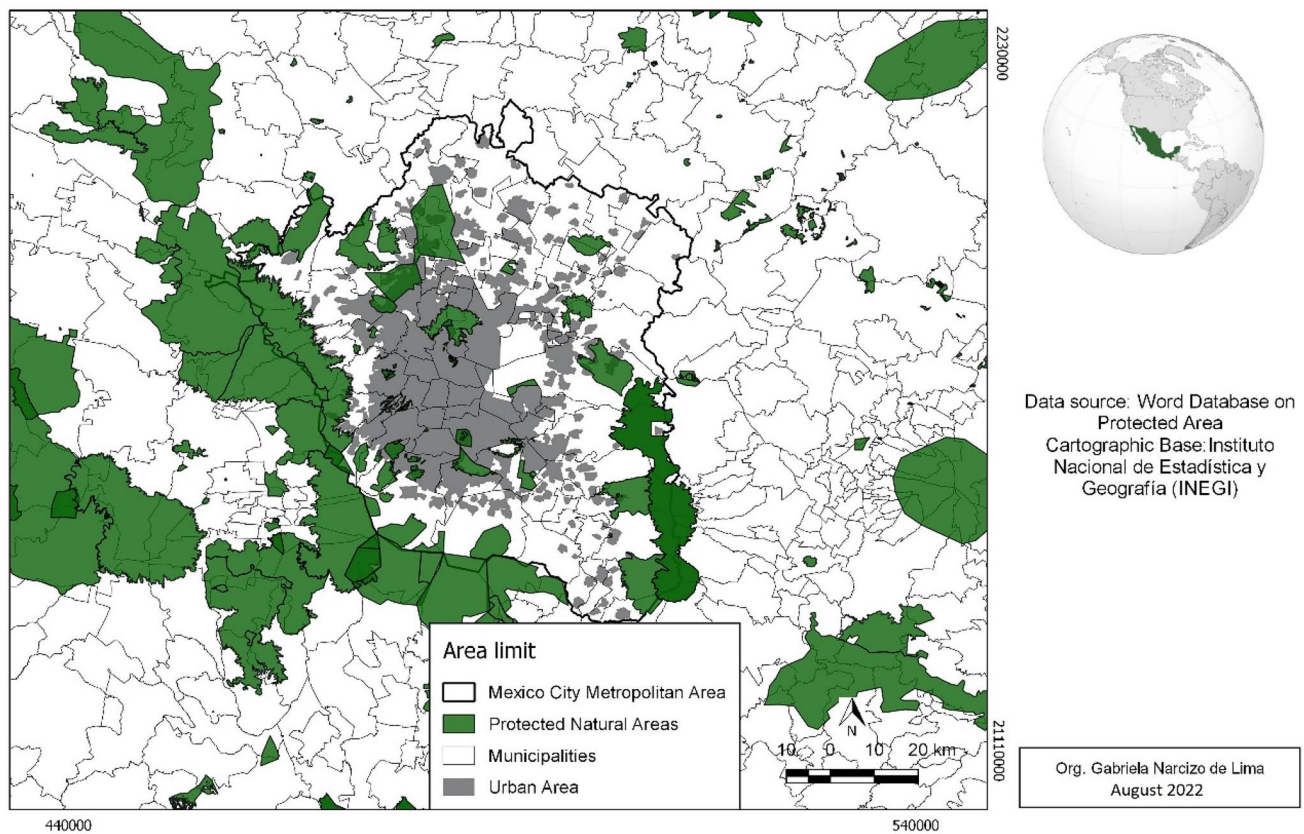 2230000
Data source: Word Database on
Protected Area
Cartographic Base:Instituto
Nacional de Estadística y
Geografía (INEGI)
Area limit
Mexico City Metropolitan Area
Protected Natural Areas
Municipalities
Urban Area
N
10 0 10 20 km
21110000
Org. Gabriela Narcizo de Lima
August 2022
440000
540000